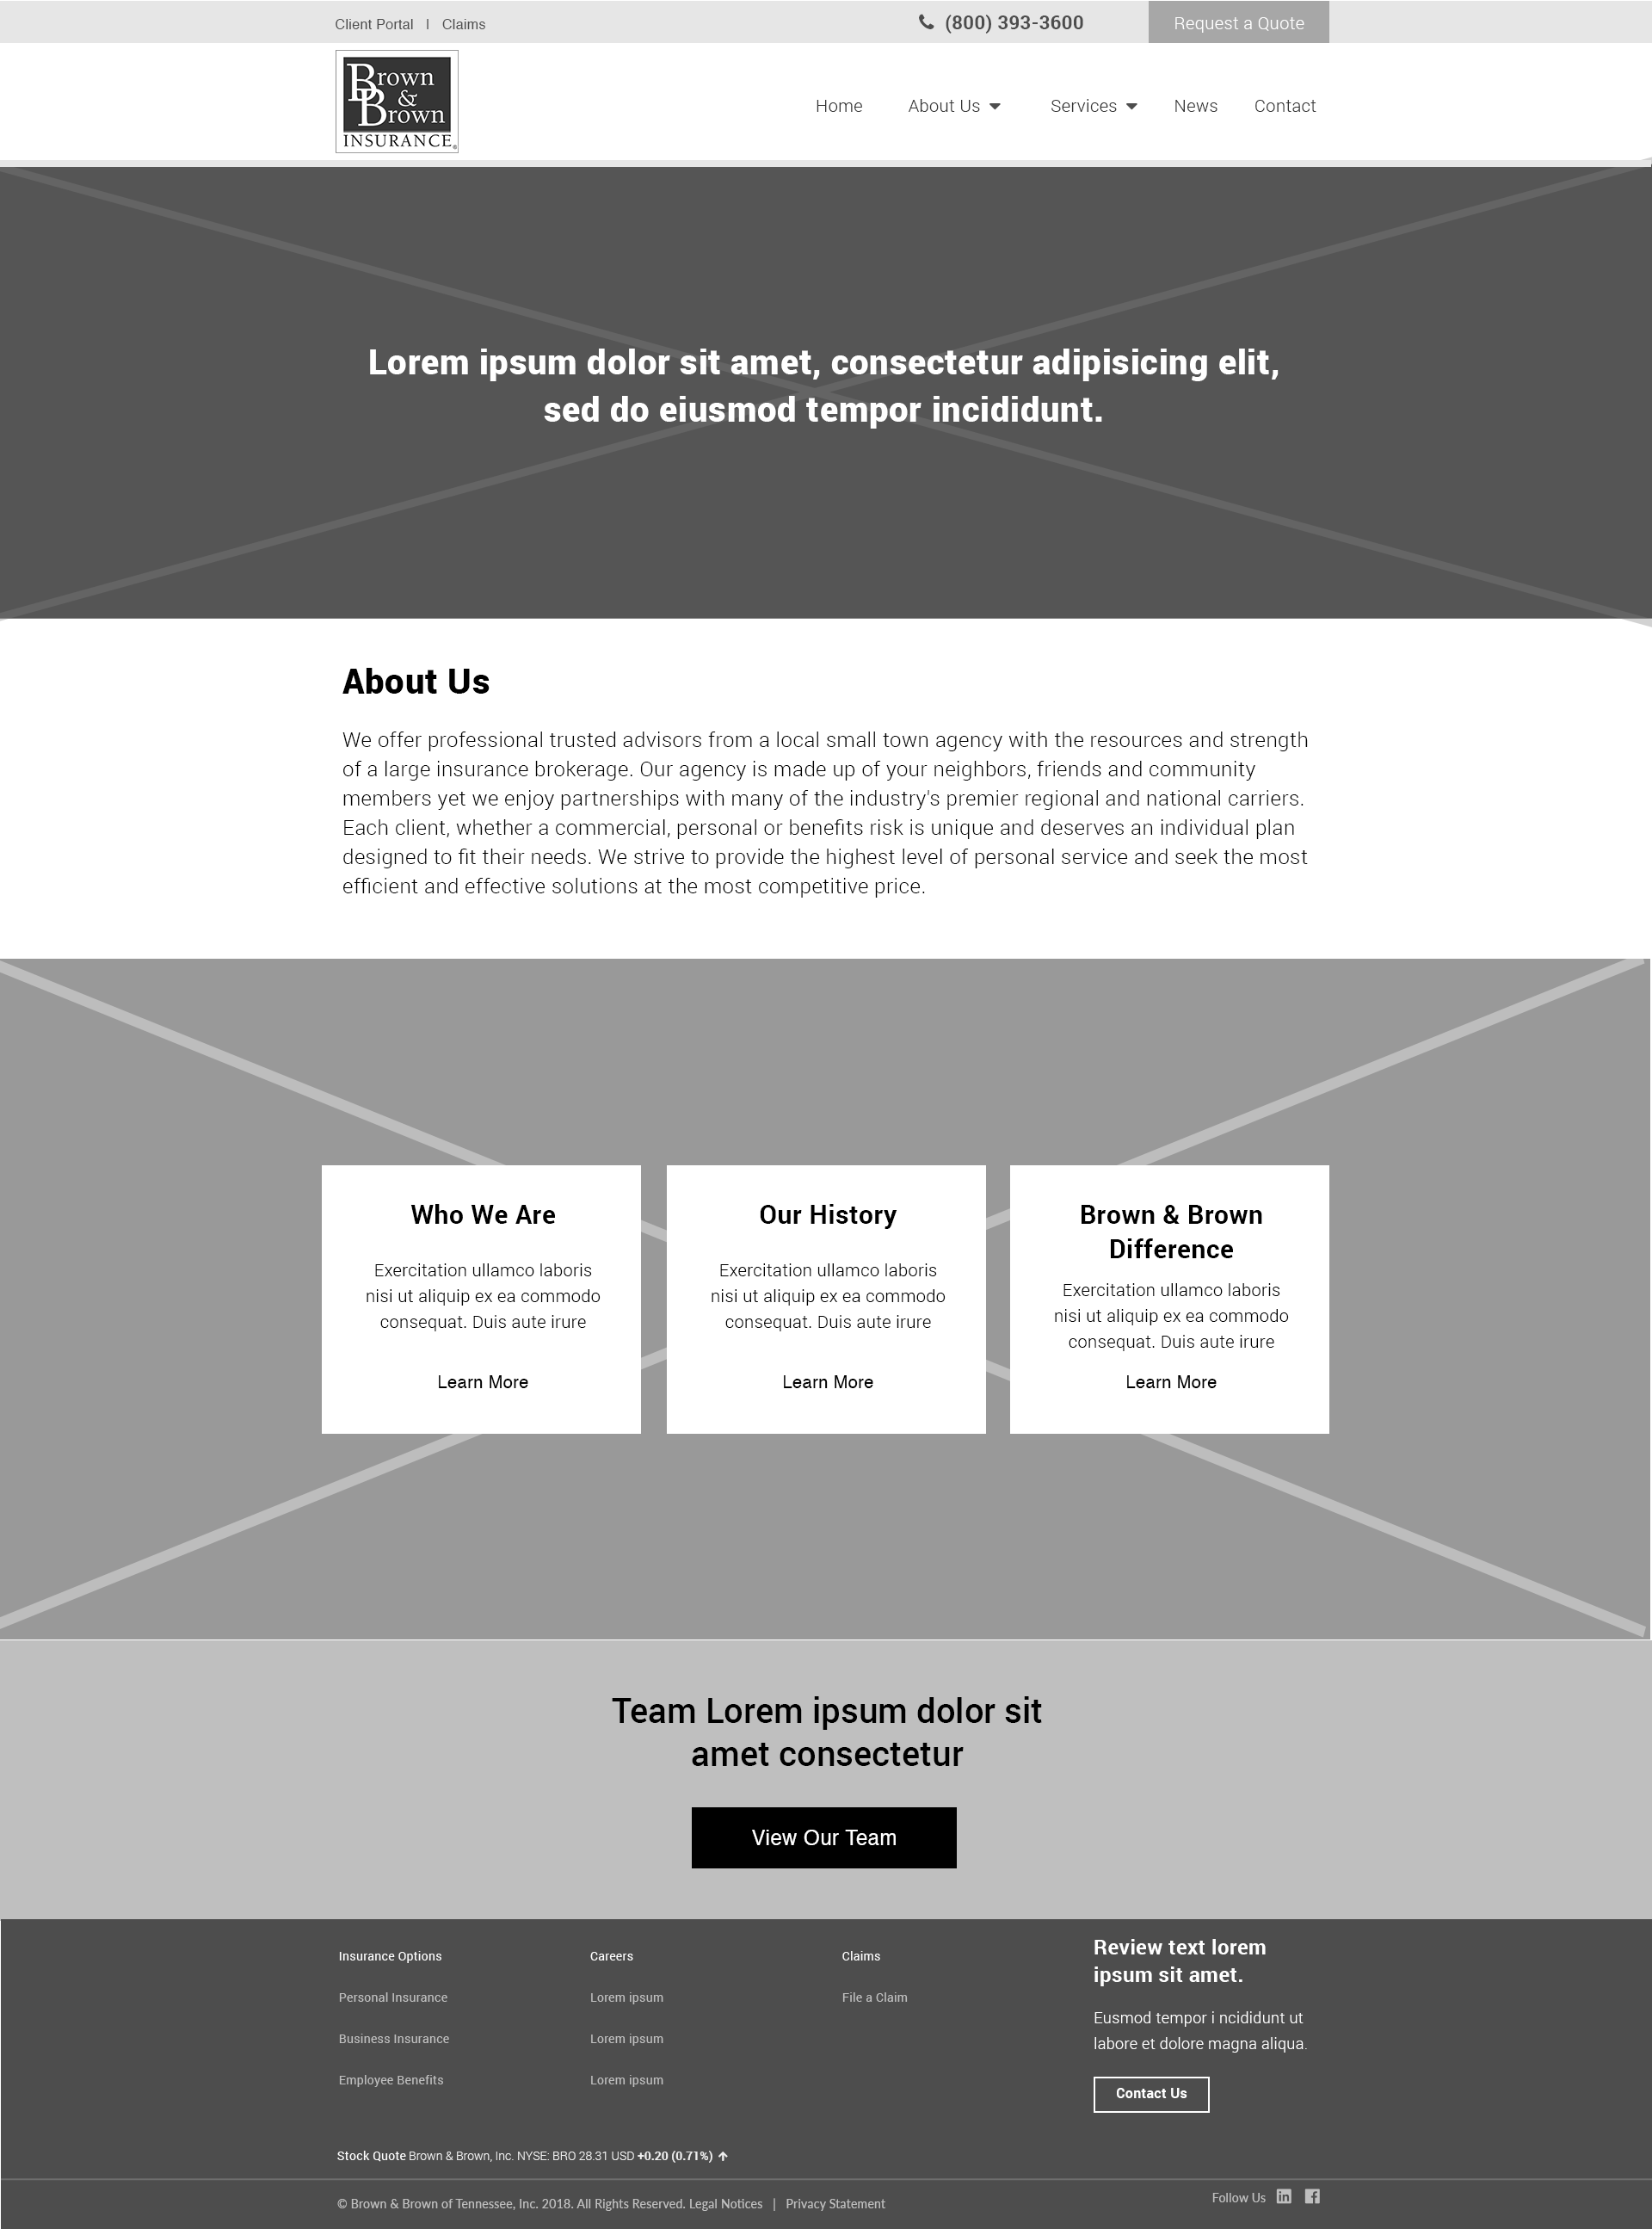 Client Portal | Claims
(800) 393-3600
Request a Quote
Brown
&
Brown
INSURANCE®
Home
About Us
Services
News
Contact
Lorem ipsum dolor sit amet, consectetur adipisicing elit,
sed do eiusmod tempor incididunt.
About Us
We offer professional trusted advisors from a local small town agency with the resources and strength
of a large insurance brokerage. Our agency is made up of your neighbors, friends and community
members yet we enjoy partnerships with many of the industry's premier regional and national carriers.
Each client, whether a commercial, personal or benefits risk is unique and deserves an individual plan
designed to fit their needs. We strive to provide the highest level of personal service and seek the most
efficient and effective solutions at the most competitive price.
Who We Are
Exercitation ullamco laboris
nisi ut aliquip ex ea commodo
consequat. Duis aute irure
Learn More
Our History
Exercitation ullamco laboris
nisi ut aliquip ex ea commodo
consequat. Duis aute irure
Learn More
Brown & Brown
Difference
Exercitation ullamco laboris
nisi ut aliquip ex ea commodo
consequat. Duis aute irure
Learn More
Team Lorem ipsum dolor sit
amet consectetur
View Our Team
Insurance Options
Personal Insurance
Business Insurance
Employee Benefits
Careers
Lorem ipsum
Lorem ipsum
Lorem ipsum
Claims
File a Claim
Review text lorem
ipsum sit amet.
Eusmod tempor i ncididunt ut
labore et dolore magna aliqua.
Contact Us
Stock Quote Brown & Brown, Inc. NYSE: BRO 28.31 USD +0.20 (0.71%)
© Brown & Brown of Tennessee, Inc. 2018. All Rights Reserved. Legal Notices | Privacy Statement
Follow Us